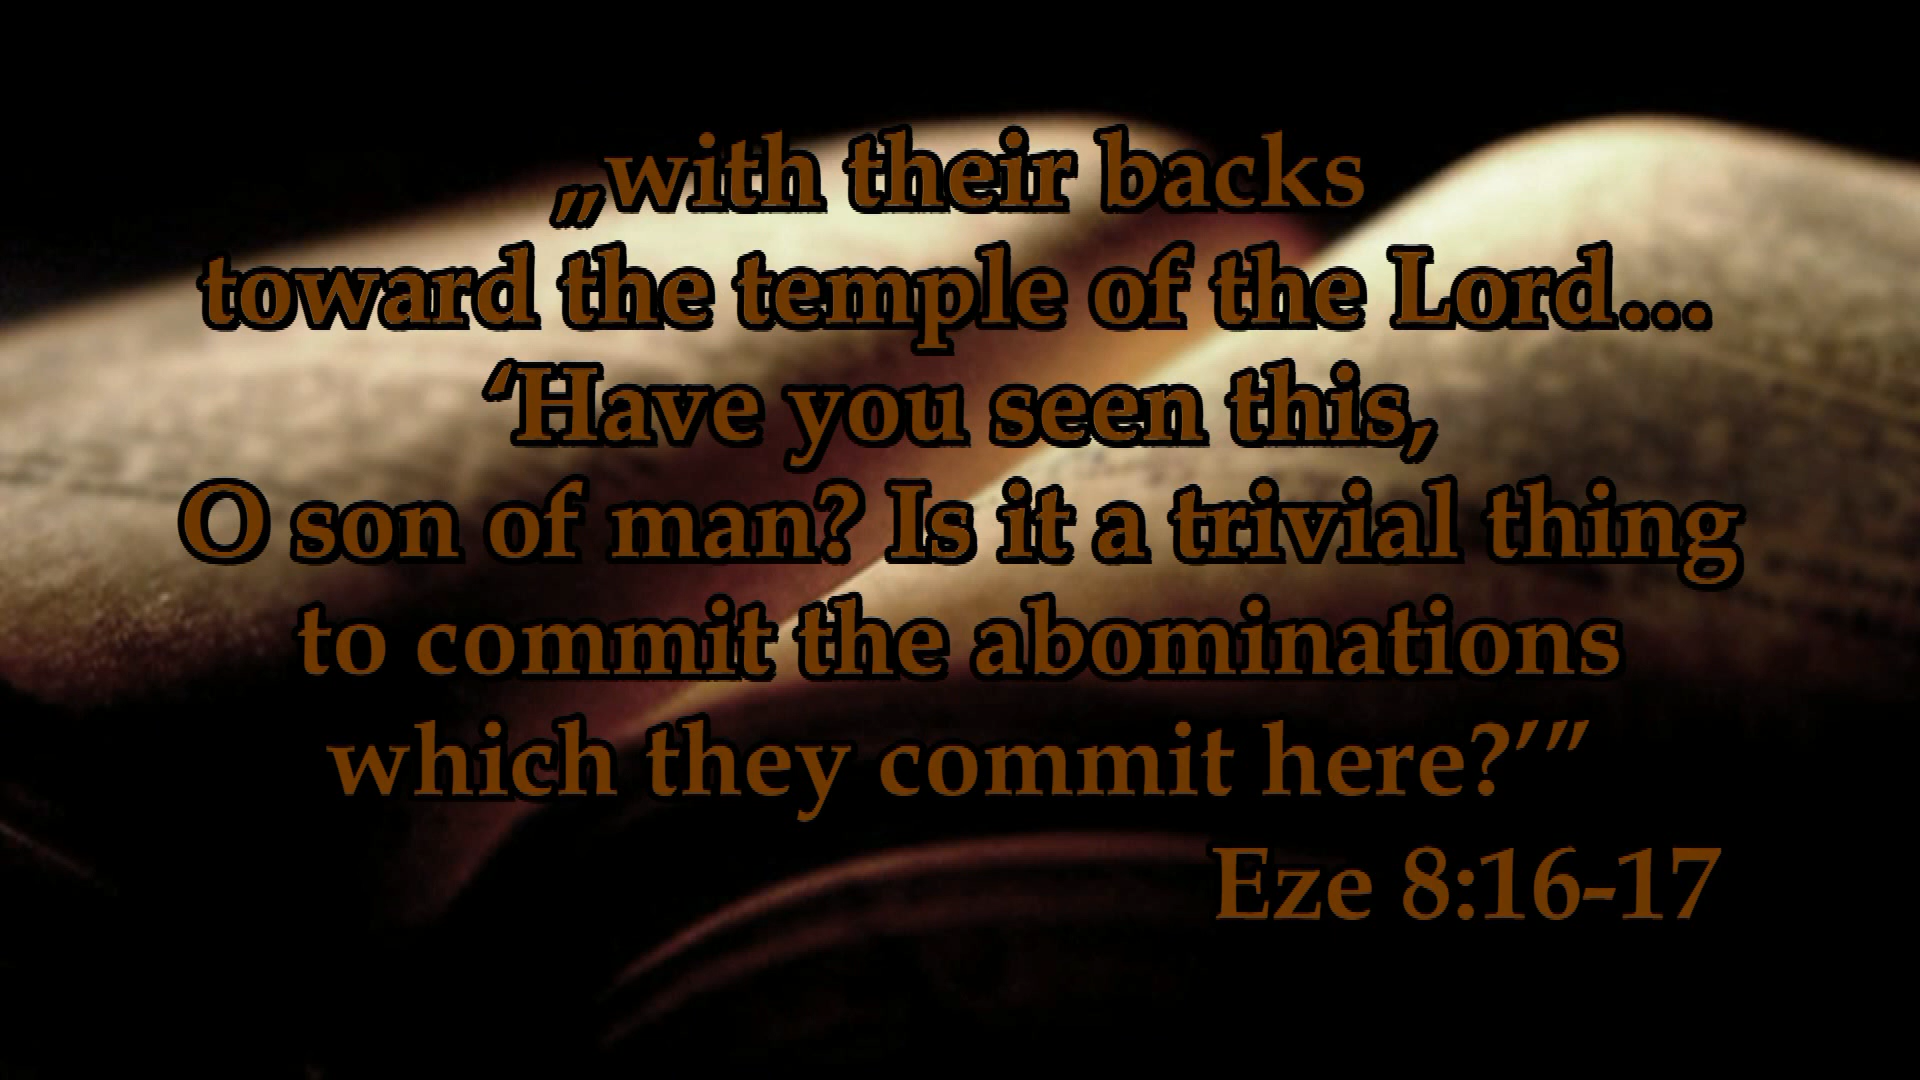 „with their backs
toward the temple of the Lord...
‘Have you seen this,
O son of man? Is it a trivial thing
to commit the abominations
which they commit here?’”
Eze 8:16-17